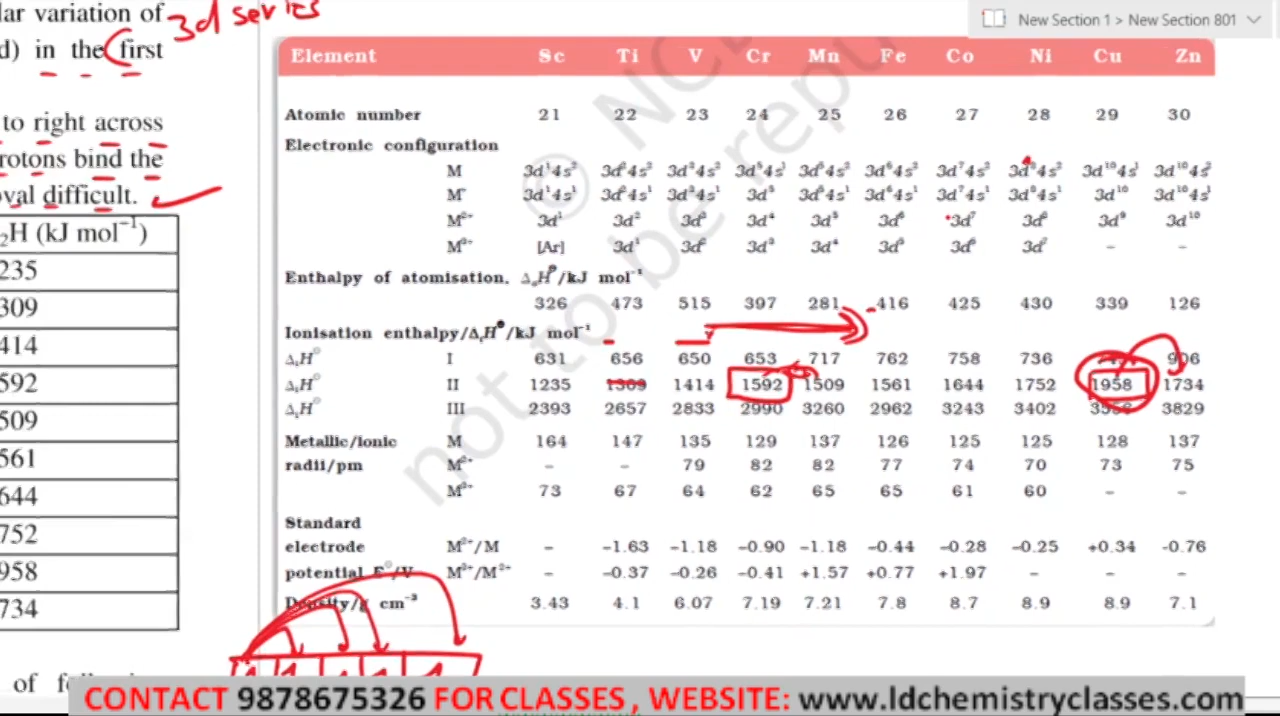 lar variation of
3d series
d) in the first
to right across
rotons bind the
oval difficult.
₂H (kJ mol⁻¹)
235
309
414
592
509
561
644
752
958
734
New Section 1 > New Section 801
Element Sc Ti V Cr Mn Fe Co Ni Cu Zn
Atomic number 21 22 23 24 25 26 27 28 29 30
Electronic configuration
M 3d¹4s² 3d²4s² 3d³4s² 3d⁵4s¹ 3d⁵4s² 3d⁶4s² 3d⁷4s² 3d⁸4s² 3d¹⁰4s¹ 3d¹⁰4s²
M⁺ 3d¹4s¹ 3d²4s¹ 3d³4s¹ 3d⁵ 3d⁵4s¹ 3d⁶4s¹ 3d⁷4s¹ 3d⁸4s¹ 3d¹⁰ 3d¹⁰4s¹
M²⁺ 3d¹ 3d² 3d³ 3d⁴ 3d⁵ 3d⁶ 3d⁷ 3d⁸ 3d⁹ 3d¹⁰
M³⁺ [Ar] 3d¹ 3d² 3d³ 3d⁴ 3d⁵ 3d⁶ 3d⁷ – –
Enthalpy of atomisation, ΔₐH°/kJ mol⁻¹
326 473 515 397 281 416 425 430 339 126
Ionisation enthalpy/ΔᵢH°/kJ mol⁻¹
ΔᵢH° I 631 656 650 653 717 762 758 736 906
ΔᵢH° II 1235 1309 1414 1592 1509 1561 1644 1752 1958 1734
ΔᵢH° III 2393 2657 2833 2990 3260 2962 3243 3402 3556 3829
Metallic/ionic M 164 147 135 129 137 126 125 125 128 137
radii/pm M²⁺ – – 79 82 82 77 74 70 73 75
M³⁺ 73 67 64 62 65 65 61 60 – –
Standard
electrode M²⁺/M – –1.63 –1.18 –0.90 –1.18 –0.44 –0.28 –0.25 +0.34 -0.76
potential E°/V M³⁺/M²⁺ – –0.37 –0.26 –0.41 +1.57 +0.77 +1.97 – – –
Density/g cm⁻³ 3.43 4.1 6.07 7.19 7.21 7.8 8.7 8.9 8.9 7.1
© NC
not to be repu
of
CONTACT 9878675326 FOR CLASSES , WEBSITE: www.ldchemistryclasses.com